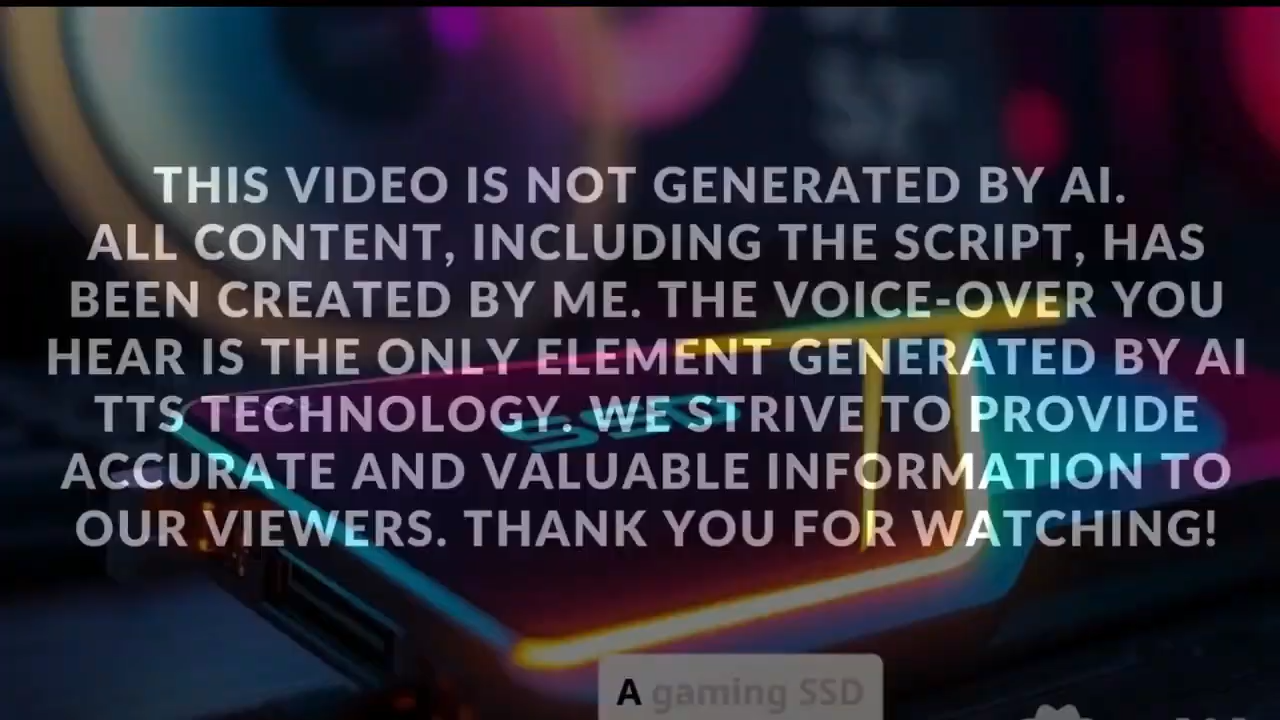 THIS VIDEO IS NOT GENERATED BY AI.
ALL CONTENT, INCLUDING THE SCRIPT, HAS
BEEN CREATED BY ME. THE VOICE-OVER YOU
HEAR IS THE ONLY ELEMENT GENERATED BY AI
TTS TECHNOLOGY. WE STRIVE TO PROVIDE
ACCURATE AND VALUABLE INFORMATION TO
OUR VIEWERS. THANK YOU FOR WATCHING!
SSD
A gaming SSD